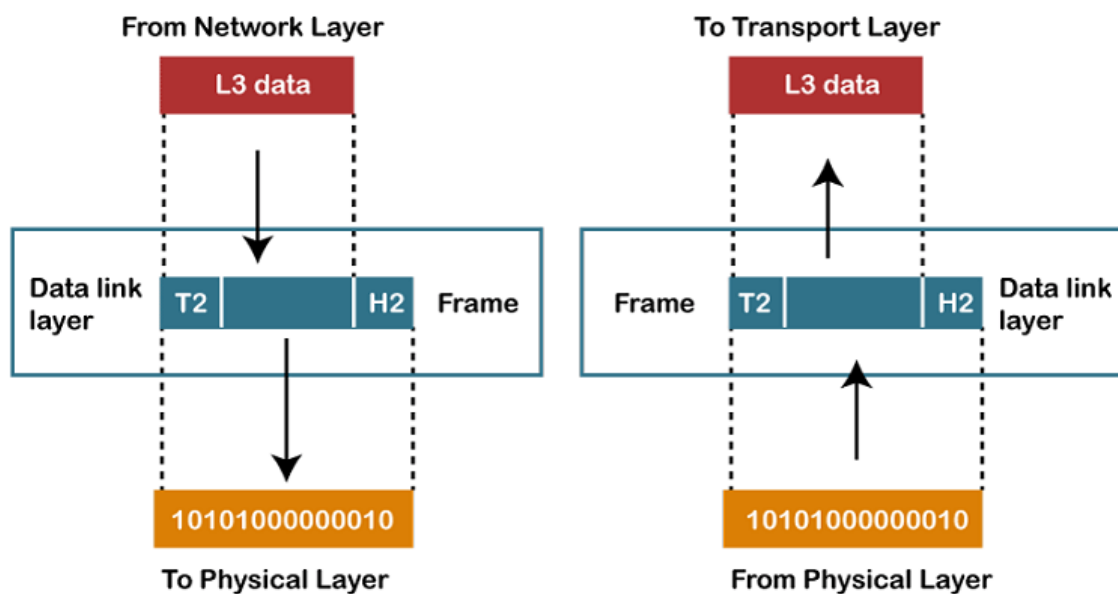 From Network Layer
L3 data
Data link
layer
T2
H2
Frame
10101000000010
To Physical Layer
To Transport Layer
L3 data
Frame
T2
H2
Data link
layer
10101000000010
From Physical Layer